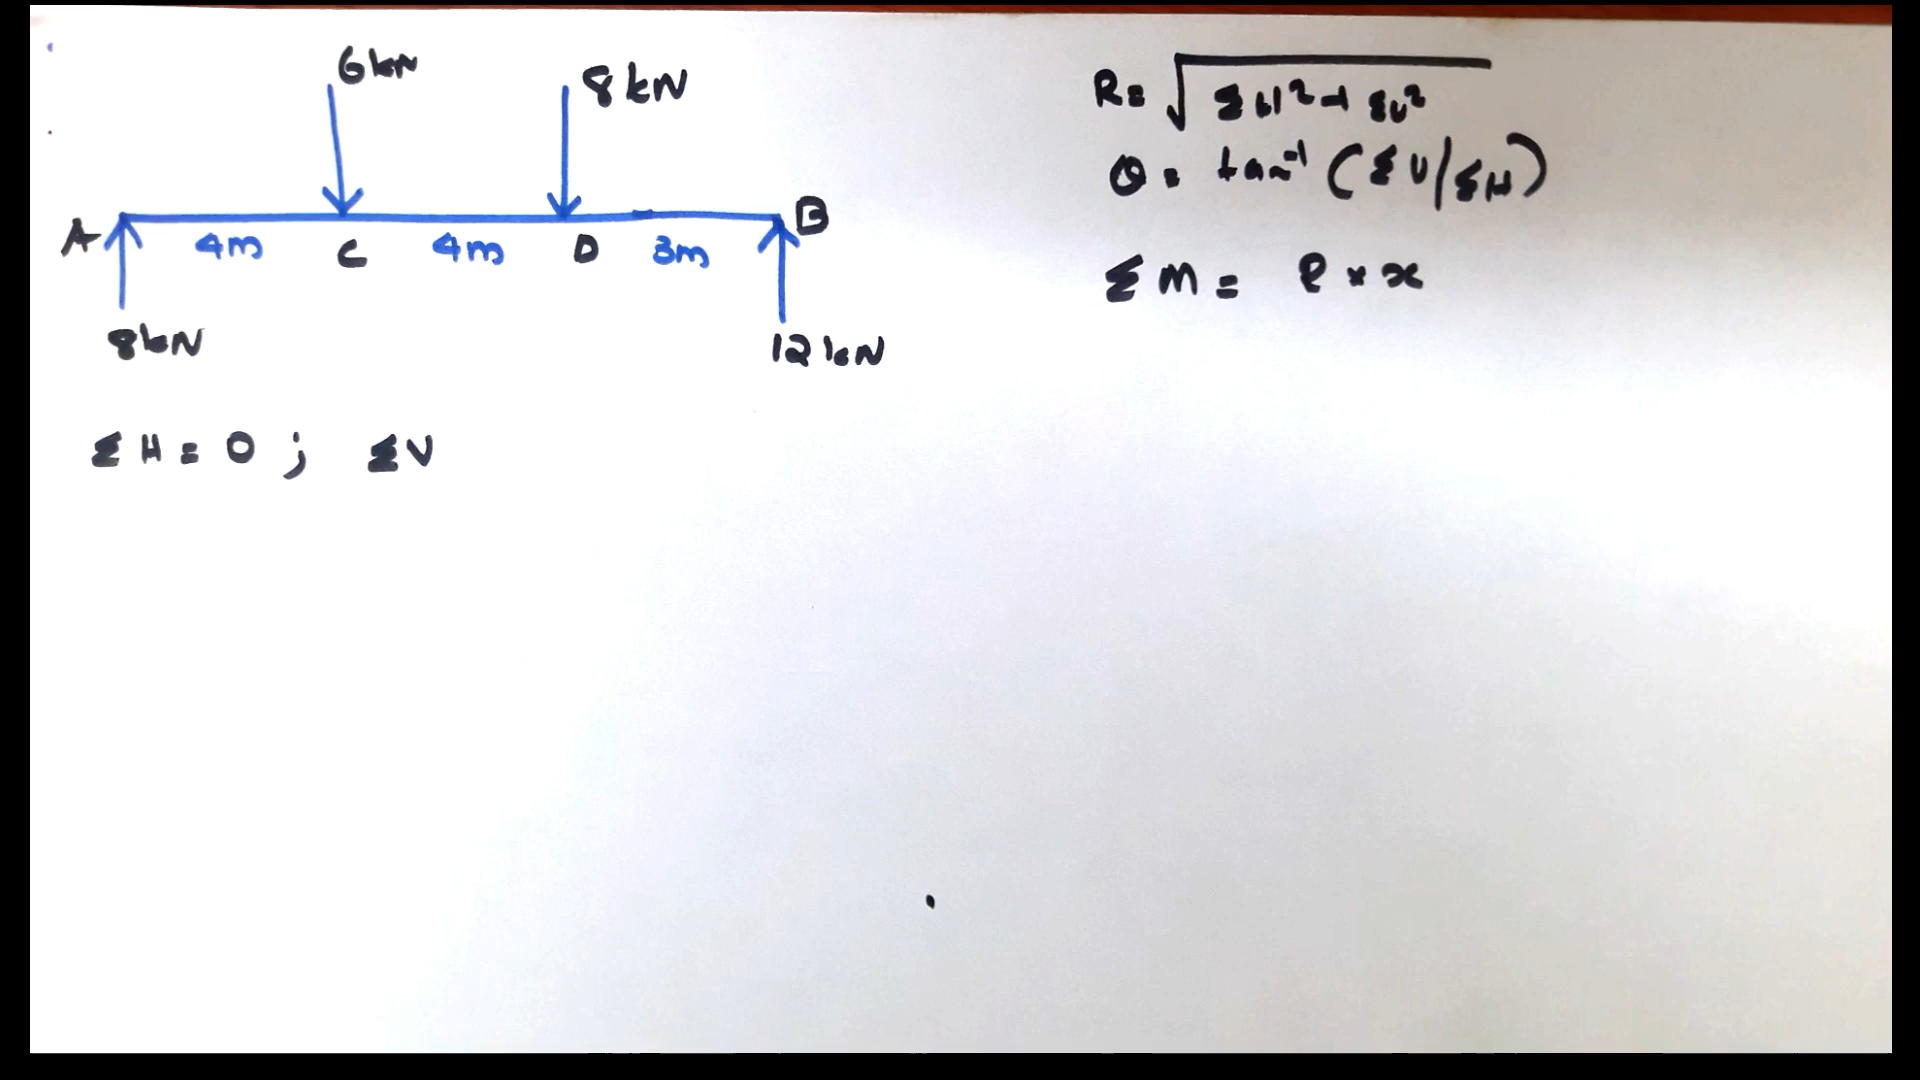 6kN 8kN
A B
4m C 4m D 3m
8kN 12kN
ΣH = 0 ; ΣV
R = √ΣH² + ΣV²
θ = tan⁻¹ (ΣV/ΣH)
ΣM = P × x